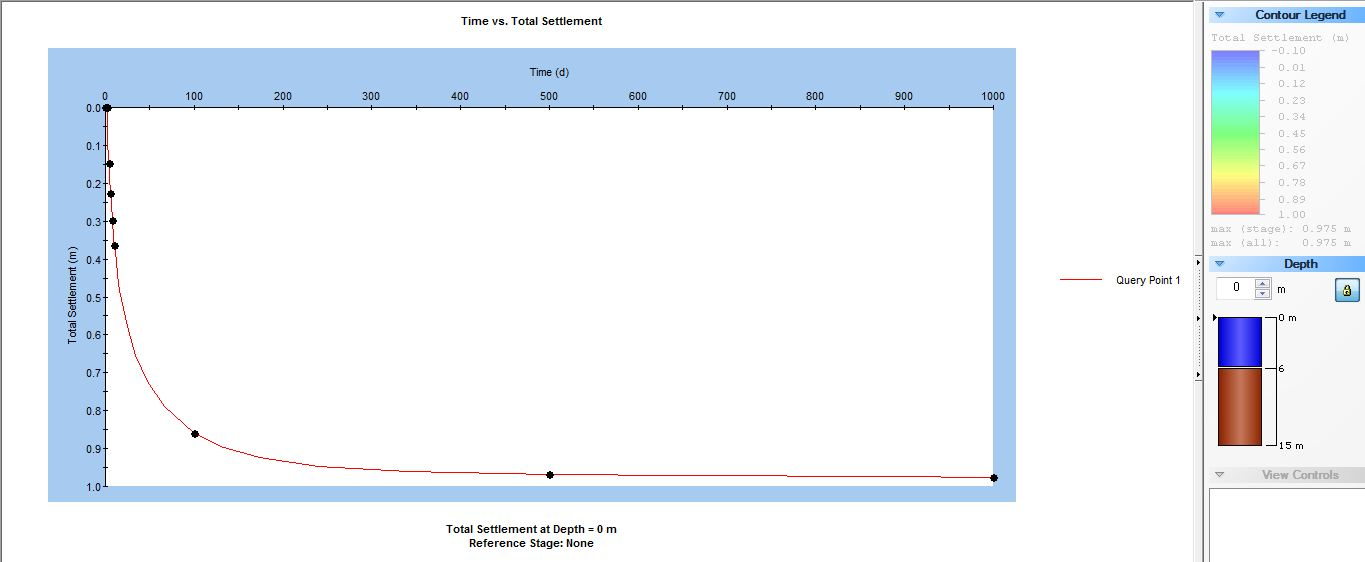 Time vs. Total Settlement
Time (d)
0 100 200 300 400 500 600 700 800 900 1000
0.0
0.1
0.2
0.3
0.4
0.5
0.6
0.7
0.8
0.9
1.0
Total Settlement (m)
Query Point 1
Total Settlement at Depth = 0 m
Reference Stage: None
Contour Legend
Total Settlement (m)
-0.10
0.01
0.12
0.23
0.34
0.45
0.56
0.67
0.78
0.89
1.00
max (stage): 0.975 m
max (all): 0.975 m
Depth
0 m
0 m
6
15 m
View Controls